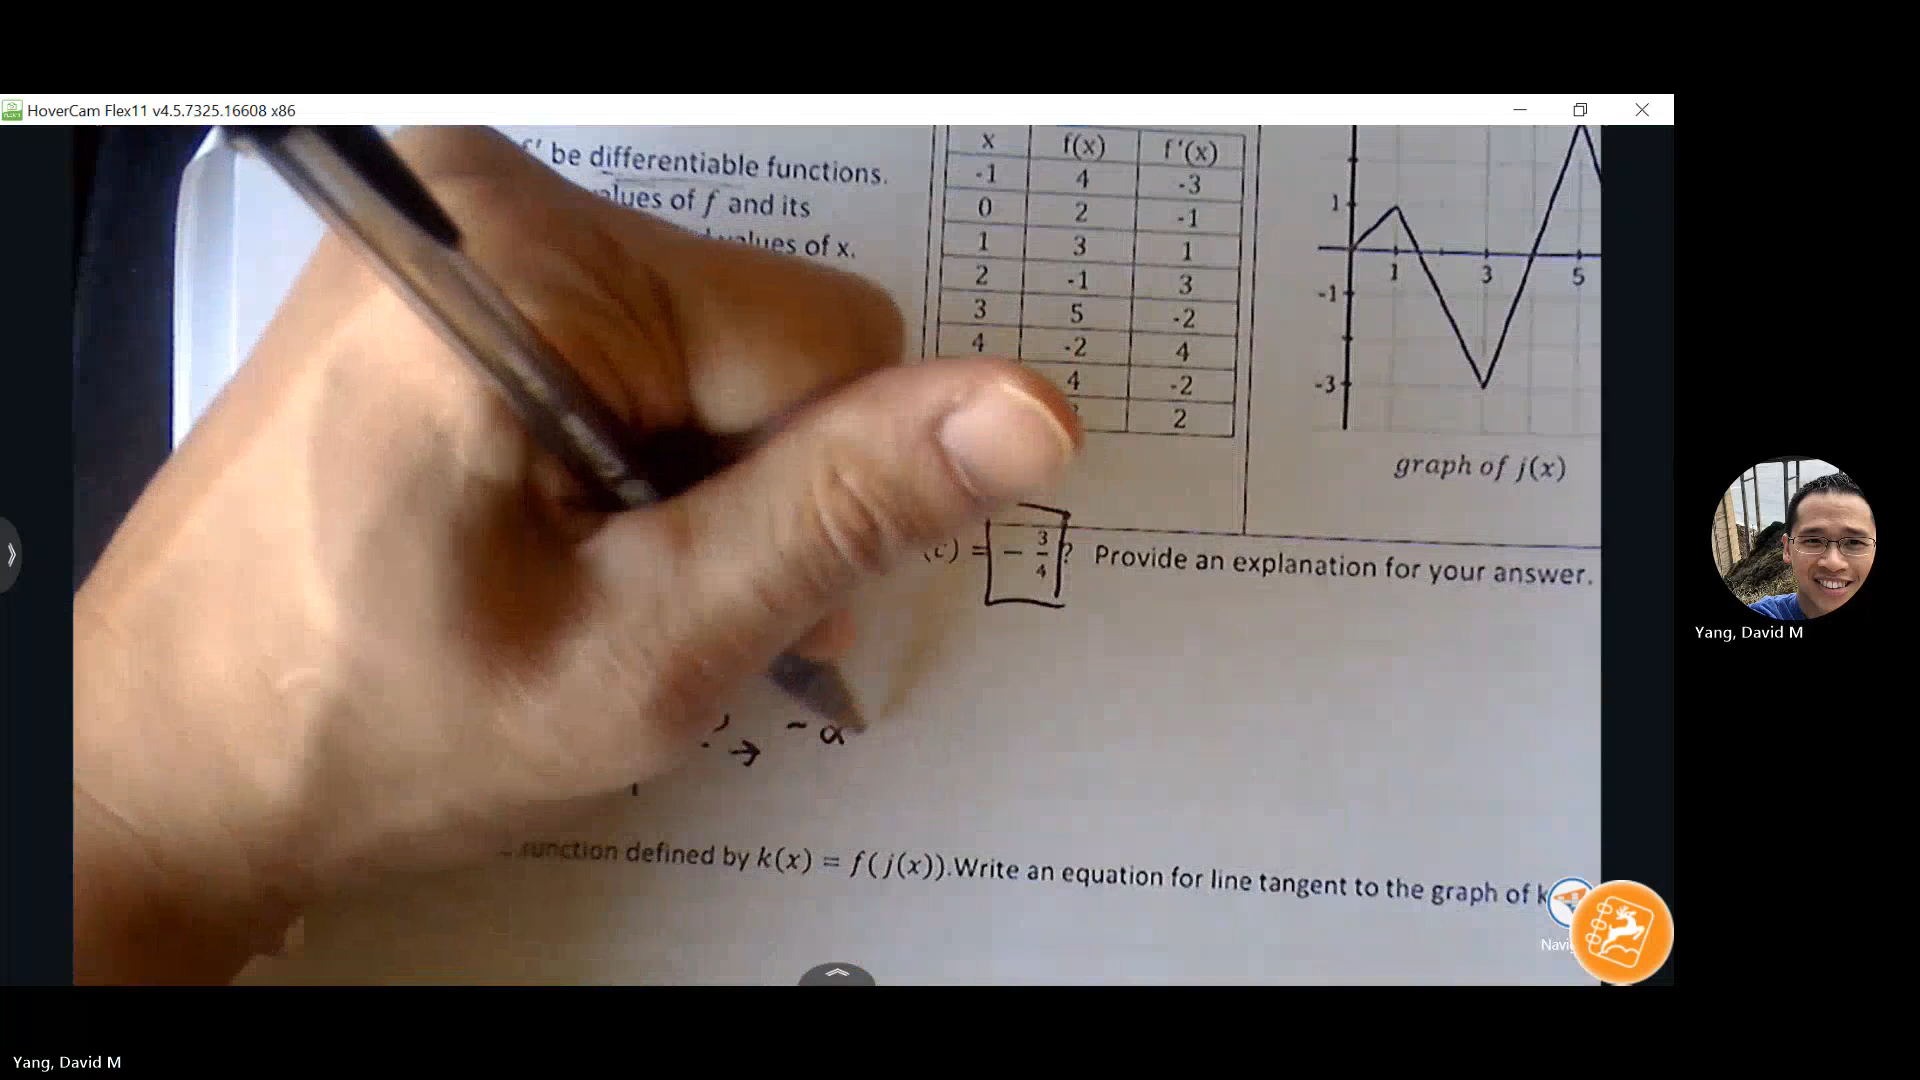 HoverCam Flex11 v4.5.7325.16608 x86
f' be differentiable functions.
values of f and its
values of x.
x f(x) f'(x)
-1 4 -3
0 2 -1
1 3 1
2 -1 3
3 5 -2
4 -2 4
4 -2
2
1
-1
-3
1 3 5
graph of j(x)
(c) = - 3/4 ? Provide an explanation for your answer.
? → - α
function defined by k(x) = f(j(x)).Write an equation for line tangent to the graph of k
Navi
Yang, David M
Yang, David M